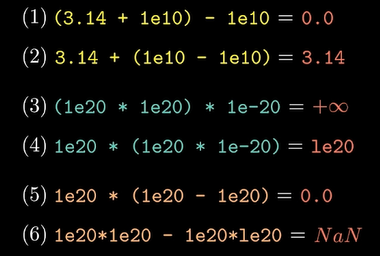 (1) (3.14 + 1e10) - 1e10 = 0.0
(2) 3.14 + (1e10 - 1e10) = 3.14
(3) (1e20 * 1e20) * 1e-20 = +∞
(4) 1e20 * (1e20 * 1e-20) = le20
(5) 1e20 * (1e20 - 1e20) = 0.0
(6) 1e20*1e20 - 1e20*le20 = NaN